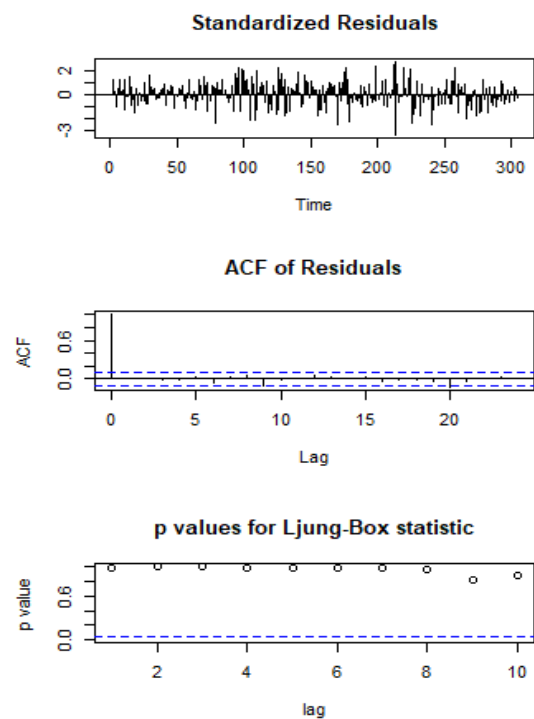 Standardized Residuals
2
0
-3
0 50 100 150 200 250 300
Time
ACF of Residuals
ACF
0.6
0.0
0 5 10 15 20
Lag
p values for Ljung-Box statistic
p value
0.6
0.0
2 4 6 8 10
lag